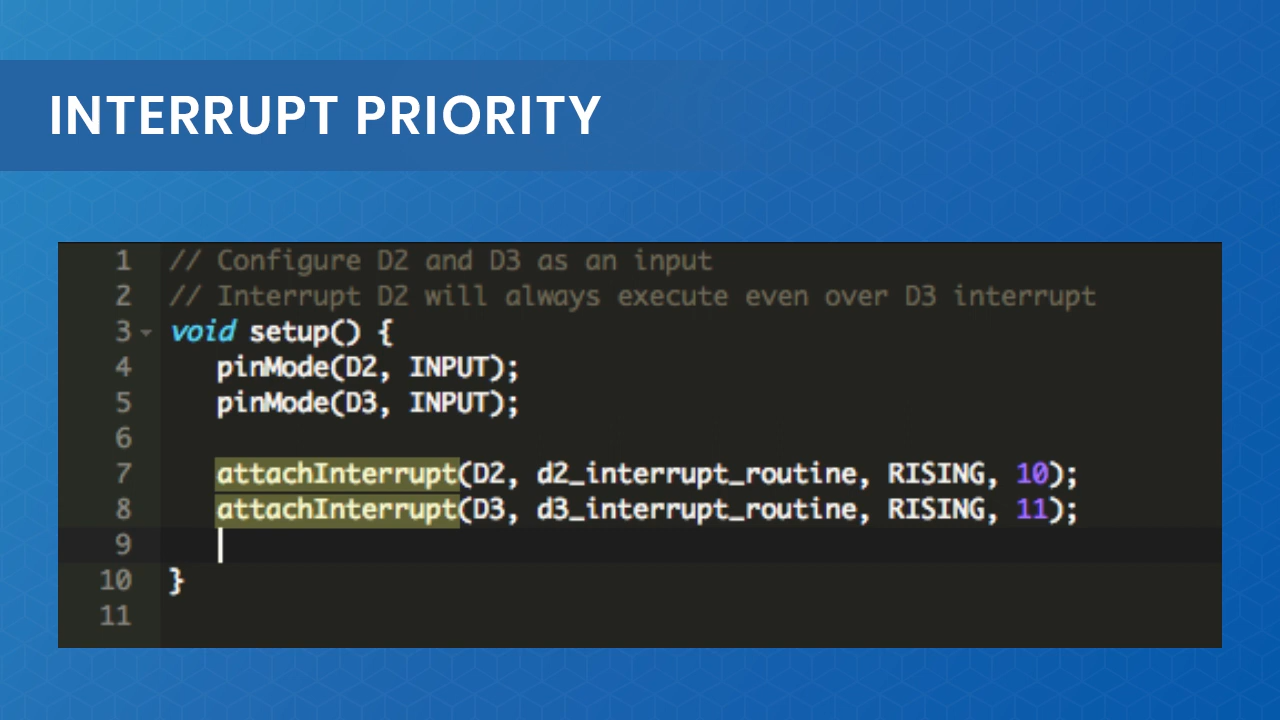 INTERRUPT PRIORITY
1 // Configure D2 and D3 as an input
2 // Interrupt D2 will always execute even over D3 interrupt
3 void setup() {
4 pinMode(D2, INPUT);
5 pinMode(D3, INPUT);
6
7 attachInterrupt(D2, d2_interrupt_routine, RISING, 10);
8 attachInterrupt(D3, d3_interrupt_routine, RISING, 11);
9
10 }
11